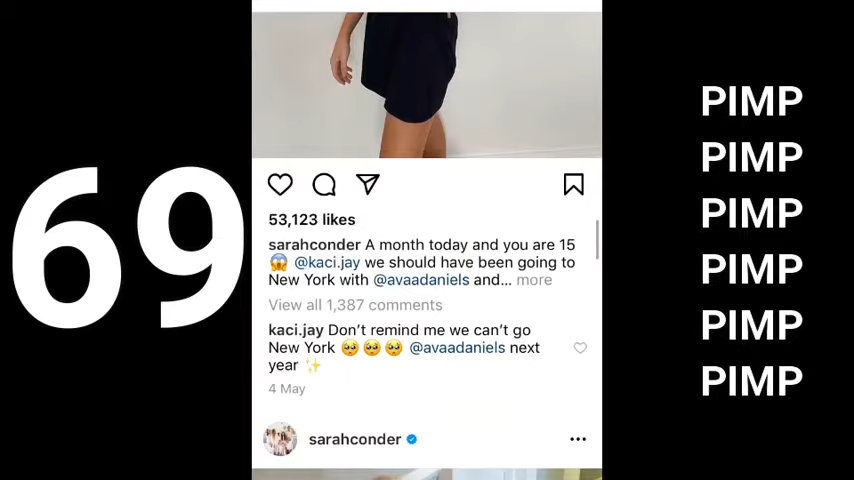 69
53,123 likes
sarahconder A month today and you are 15
😱 @kaci.jay we should have been going to
New York with @avaadaniels and... more
View all 1,387 comments
kaci.jay Don't remind me we can't go
New York 🥺🥺🥺 @avaadaniels next
year ✨
4 May
sarahconder
PIMP
PIMP
PIMP
PIMP
PIMP
PIMP